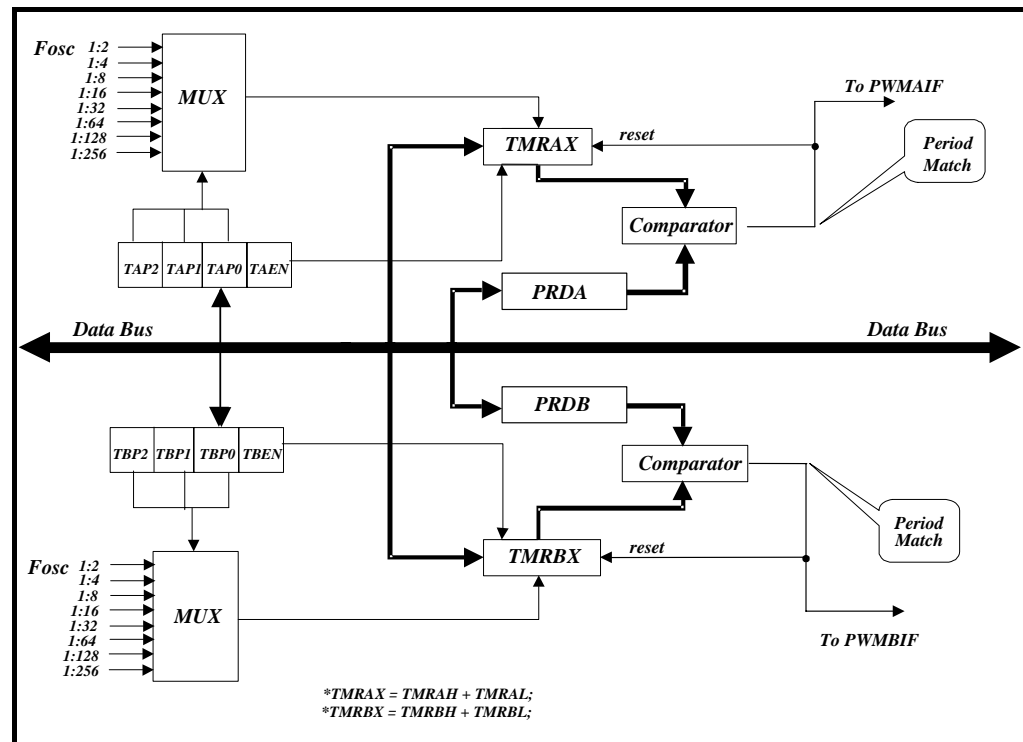 Fosc 1:2
1:4
1:8
1:16
1:32
1:64
1:128
1:256
MUX
To PWMAIF
TMRAX
reset
Period
Match
Comparator
TAP2 TAP1 TAP0 TAEN
PRDA
Data Bus
Data Bus
PRDB
TBP2 TBP1 TBP0 TBEN
Comparator
Period
Match
TMRBX
reset
Fosc 1:2
1:4
1:8
1:16
1:32
1:64
1:128
1:256
MUX
To PWMBIF
*TMRAX = TMRAH + TMRAL;
*TMRBX = TMRBH + TMRBL;